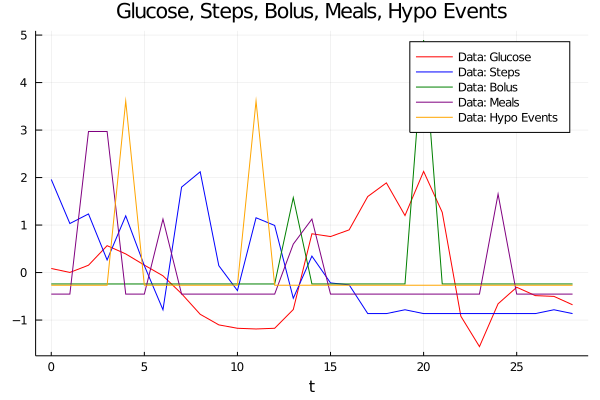 Glucose, Steps, Bolus, Meals, Hypo Events
5
4
3
2
1
0
−1
Data: Glucose
Data: Steps
Data: Bolus
Data: Meals
Data: Hypo Events
0 5 10 15 20 25
t